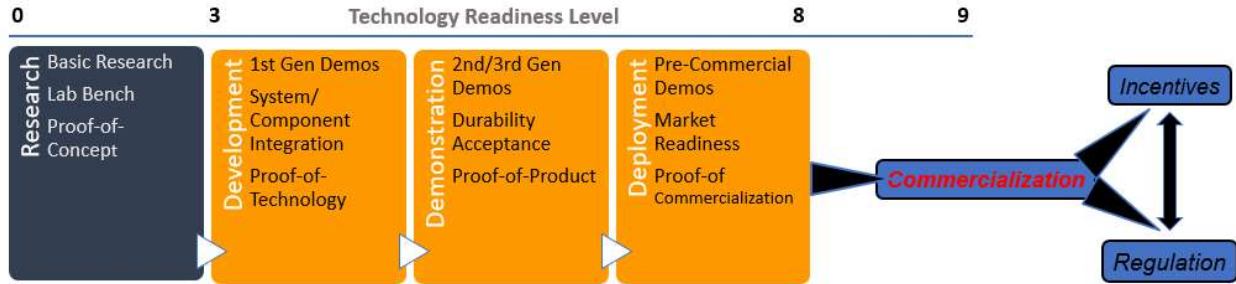 0 3 Technology Readiness Level 8 9
Research
Basic Research
Lab Bench
Proof-of-
Concept
Development
1st Gen Demos
System/
Component
Integration
Proof-of-
Technology
Demonstration
2nd/3rd Gen
Demos
Durability
Acceptance
Proof-of-Product
Deployment
Pre-Commercial
Demos
Market
Readiness
Proof-of
Commercialization
Commercialization
Incentives
Regulation